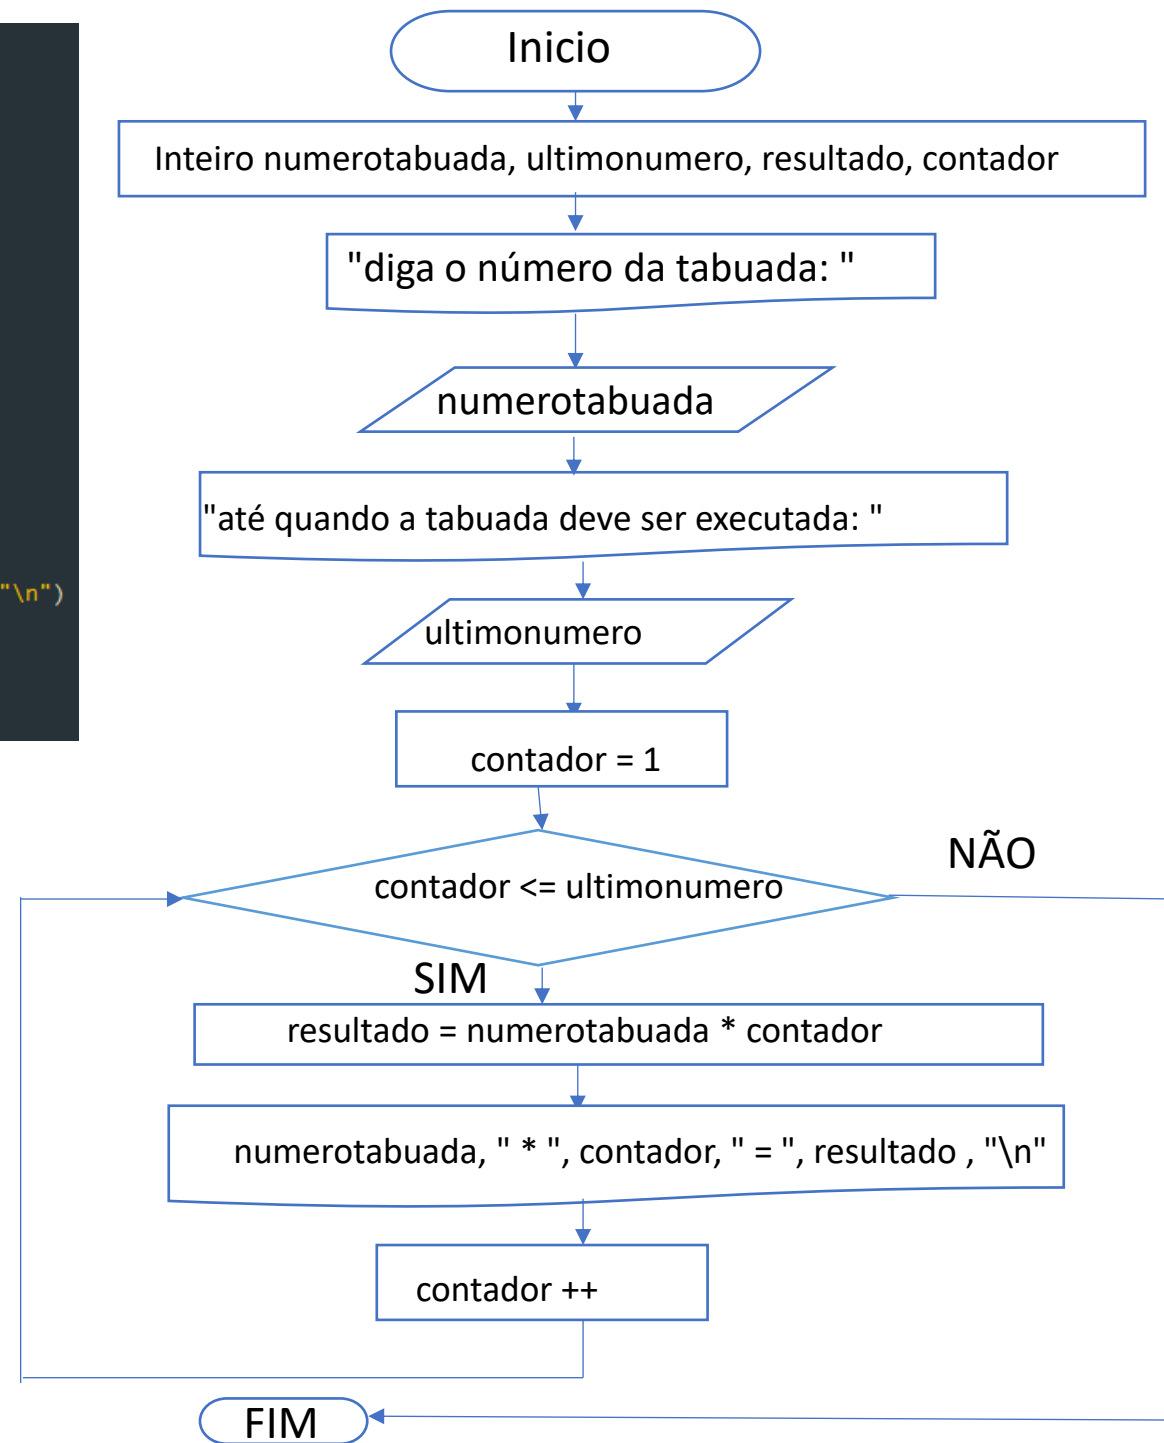 Inicio
Inteiro numerotabuada, ultimonumero, resultado, contador
"diga o número da tabuada: "
numerotabuada
"até quando a tabuada deve ser executada: "
"\n")
ultimonumero
contador = 1
NÃO
contador <= ultimonumero
SIM
resultado = numerotabuada * contador
numerotabuada, " * ", contador, " = ", resultado , "\n"
contador ++
FIM